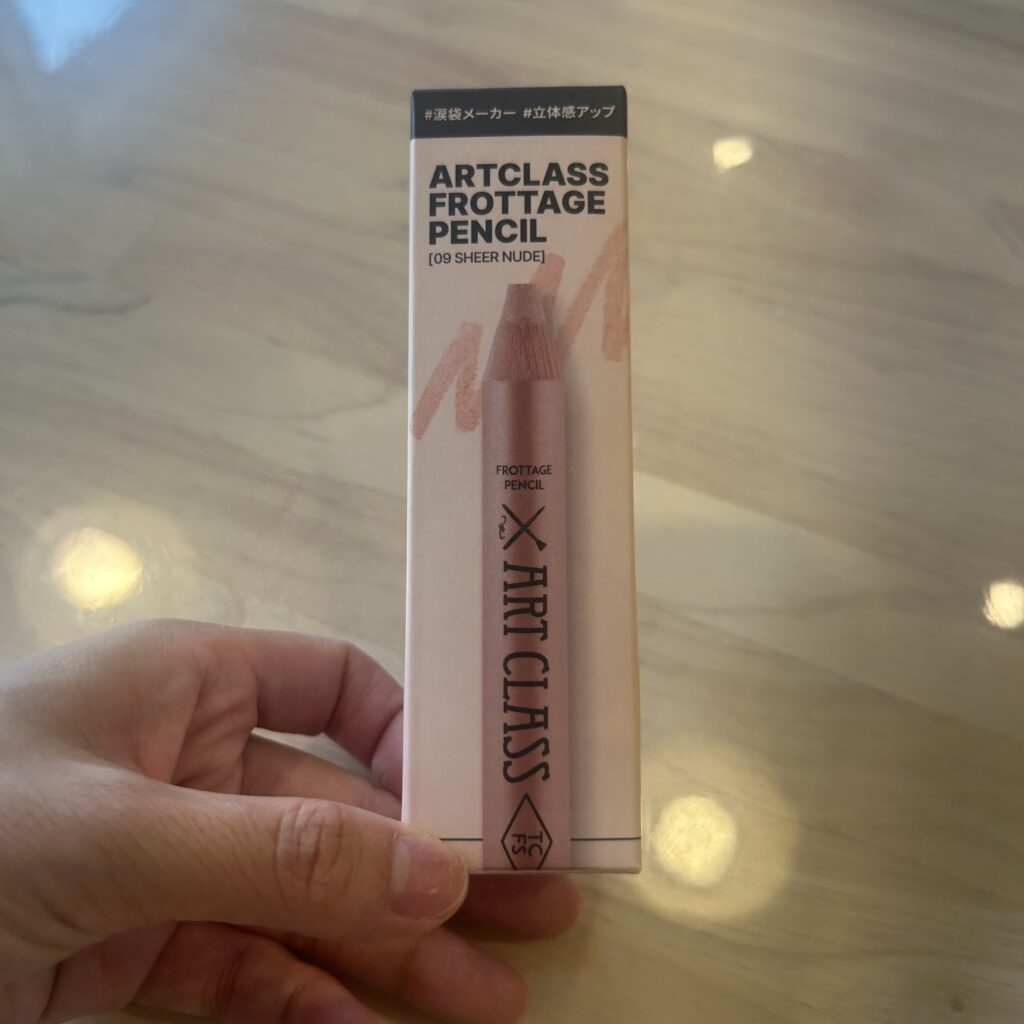 #涙袋メーカー #立体感アップ
ARTCLASS
FROTTAGE
PENCIL
[09 SHEER NUDE]
FROTTAGE
PENCIL
ART CLASS
TC
FS